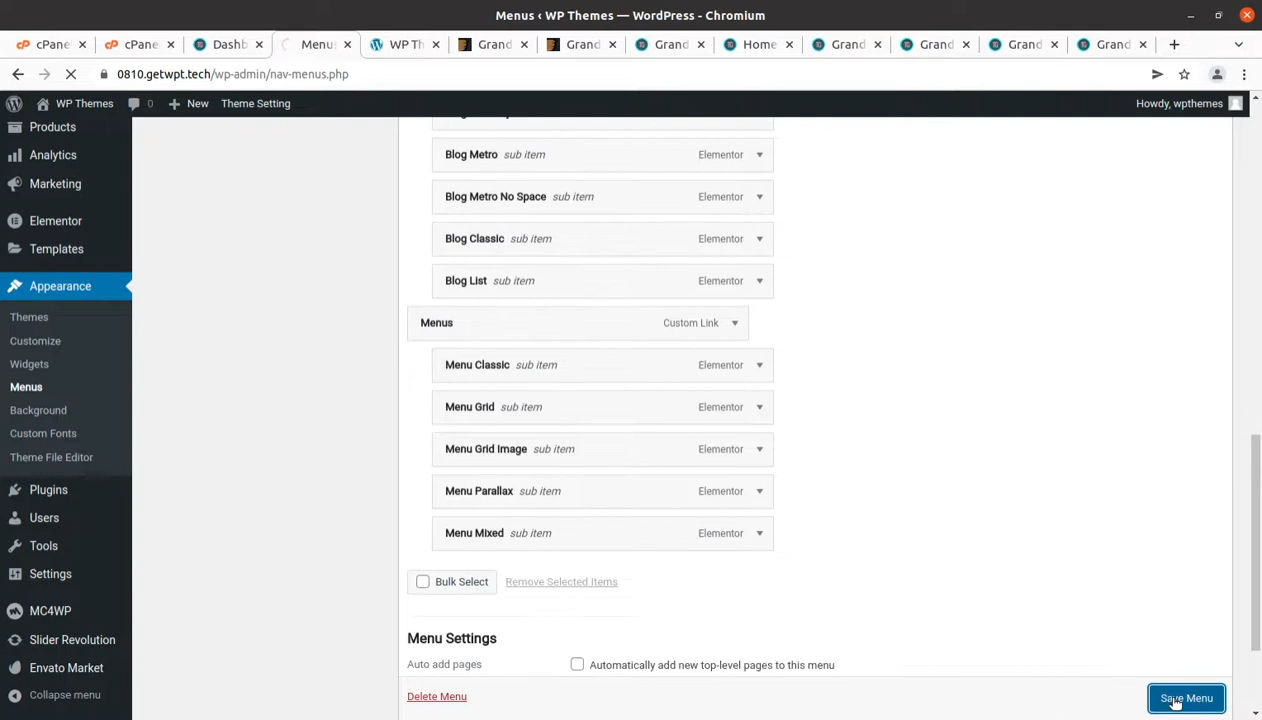 Menus ‹ WP Themes — WordPress - Chromium
cPane
cPane
Dashb
Menus
WP Th
Grand
Grand
Grand
Home
Grand
Grand
Grand
Grand
0810.getwpt.tech/wp-admin/nav-menus.php
WP Themes
0
New
Theme Setting
Howdy, wpthemes
Products
Analytics
Marketing
Elementor
Templates
Appearance
Themes
Customize
Widgets
Menus
Background
Custom Fonts
Theme File Editor
Plugins
Users
Tools
Settings
MC4WP
Slider Revolution
Envato Market
Collapse menu
Blog Metro sub item Elementor
Blog Metro No Space sub item Elementor
Blog Classic sub item Elementor
Blog List sub item Elementor
Menus Custom Link
Menu Classic sub item Elementor
Menu Grid sub item Elementor
Menu Grid Image sub item Elementor
Menu Parallax sub item Elementor
Menu Mixed sub item Elementor
Bulk Select Remove Selected Items
Menu Settings
Auto add pages Automatically add new top-level pages to this menu
Delete Menu
Save Menu